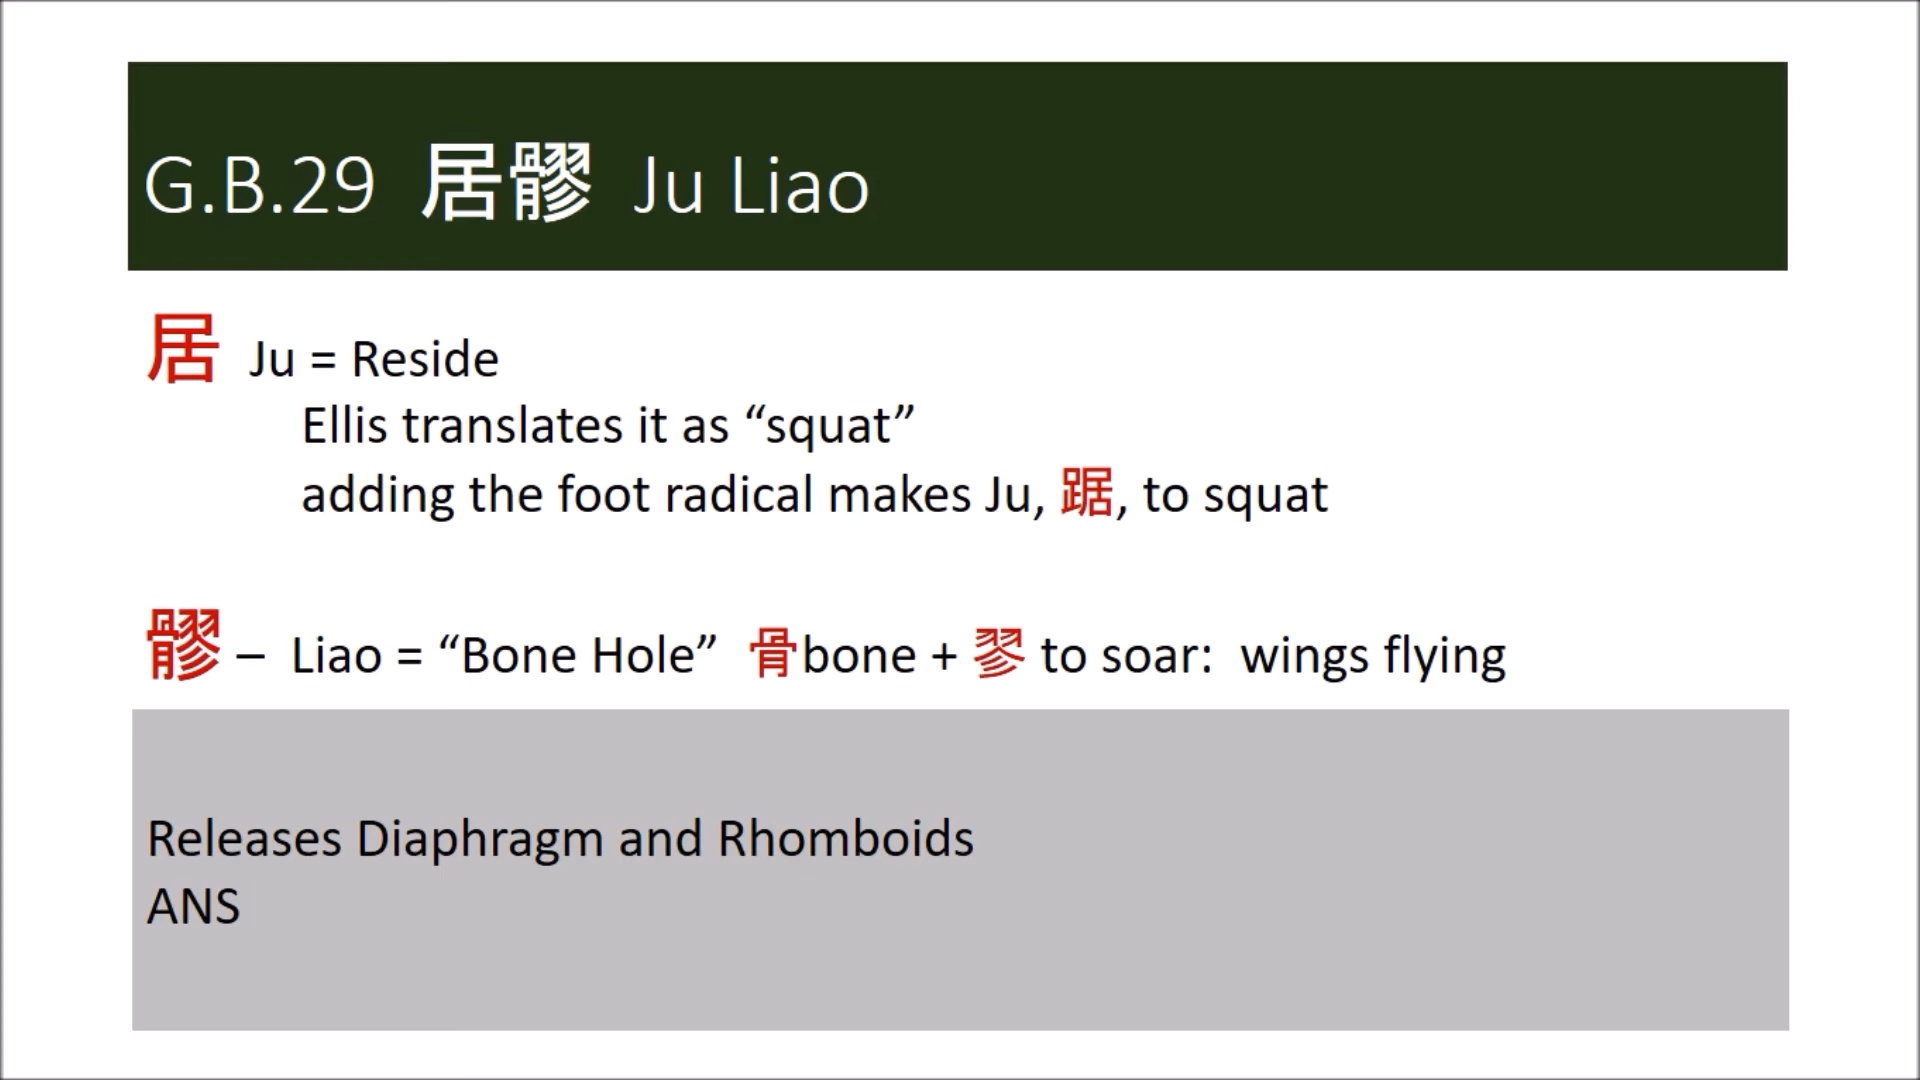 G.B.29 居髎 Ju Liao
居 Ju = Reside
Ellis translates it as “squat”
adding the foot radical makes Ju, 踞, to squat
髎 – Liao = “Bone Hole” 骨bone + 翏 to soar: wings flying
Releases Diaphragm and Rhomboids
ANS